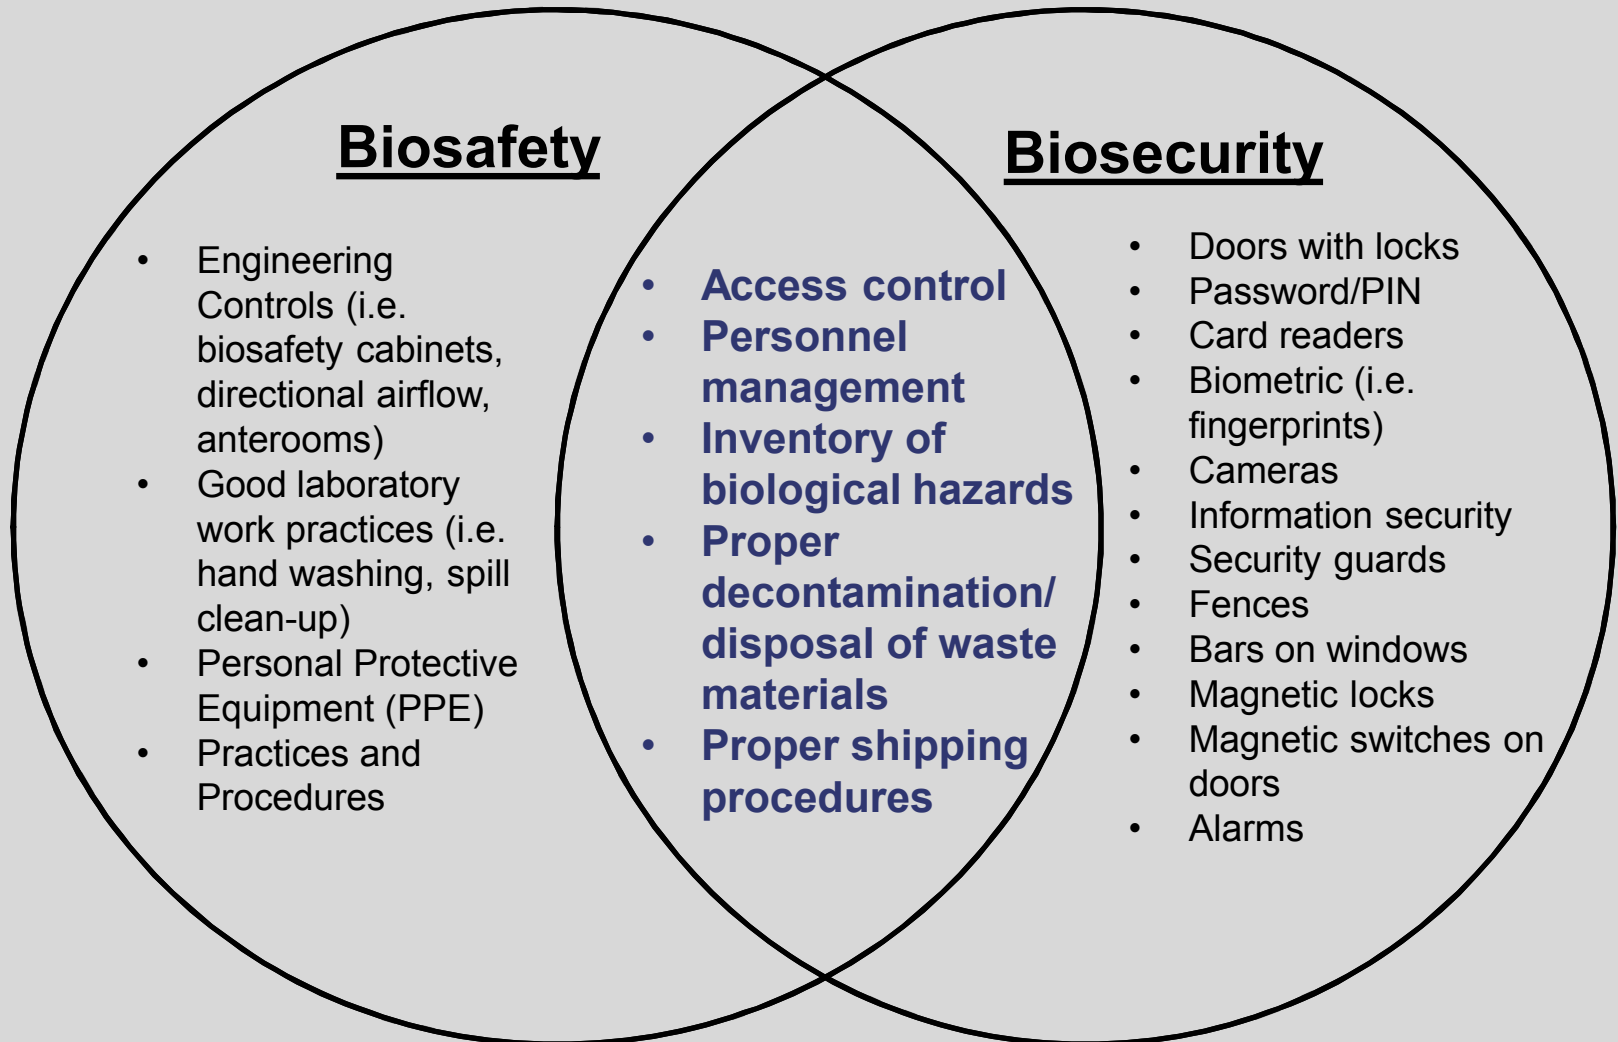 Biosafety
• Engineering
Controls (i.e.
biosafety cabinets,
directional airflow,
anterooms)
• Good laboratory
work practices (i.e.
hand washing, spill
clean-up)
• Personal Protective
Equipment (PPE)
• Practices and
Procedures
• Access control
• Personnel
management
• Inventory of
biological hazards
• Proper
decontamination/
disposal of waste
materials
• Proper shipping
procedures
Biosecurity
• Doors with locks
• Password/PIN
• Card readers
• Biometric (i.e.
fingerprints)
• Cameras
• Information security
• Security guards
• Fences
• Bars on windows
• Magnetic locks
• Magnetic switches on
doors
• Alarms